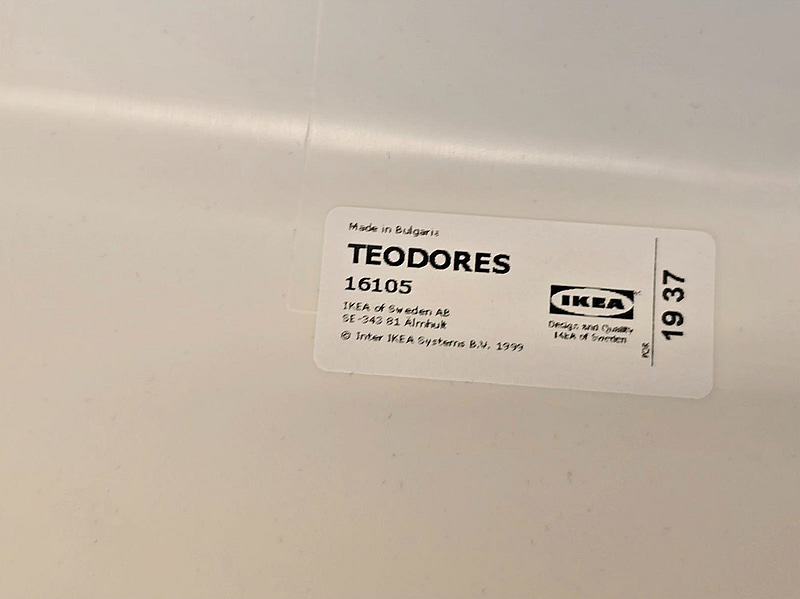 Made in Bulgaria
TEODORES
16105
IKEA of Sweden AB
SE-343 81 Älmhult
© Inter IKEA Systems B.V. 1999
IKEA
Design and Quality
IKEA of Sweden
19 37